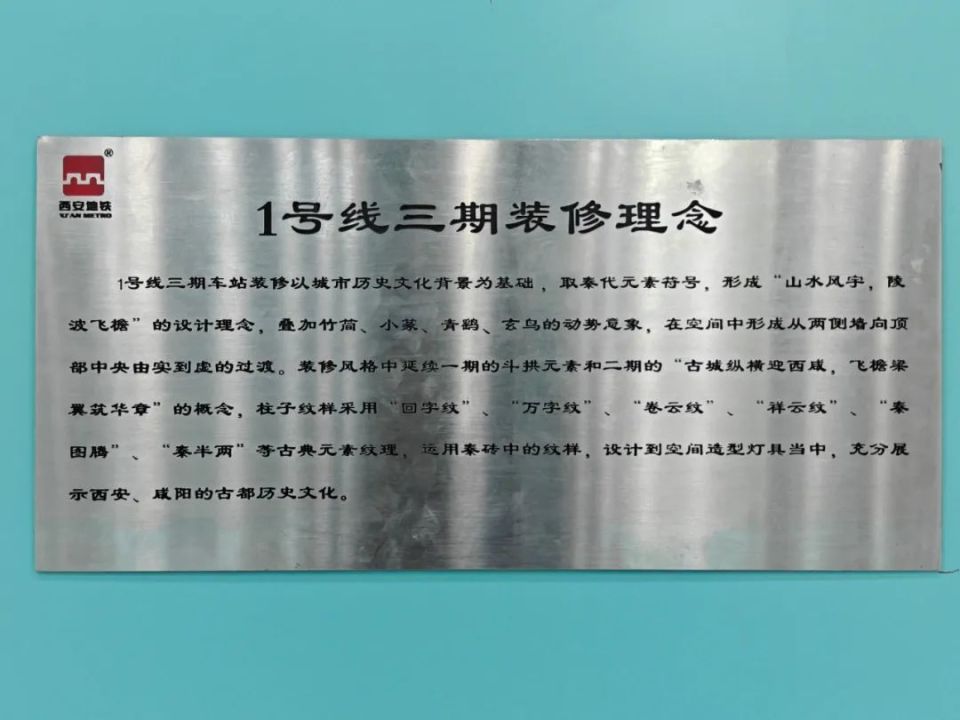 ®
西安地铁
XI'AN METRO
1号线三期装修理念
1号线三期车站装修以城市历史文化背景为基础，取秦代元素符号，形成“山水风宇，陵
波飞檐”的设计理念，叠加竹简、小篆、青鹞、玄鸟的动势意象，在空间中形成从两侧墙向顶
部中央由实到虚的过渡。装修风格中延续一期的斗拱元素和二期的“古城纵横迎西咸，飞檐梁
翼筑华章”的概念，柱子纹样采用“回字纹”、“万字纹”、“卷云纹”、“祥云纹”、“秦
图腾”、“秦半两”等古典元素纹理，运用秦砖中的纹样，设计到空间造型灯具当中，充分展
示西安、咸阳的古都历史文化。